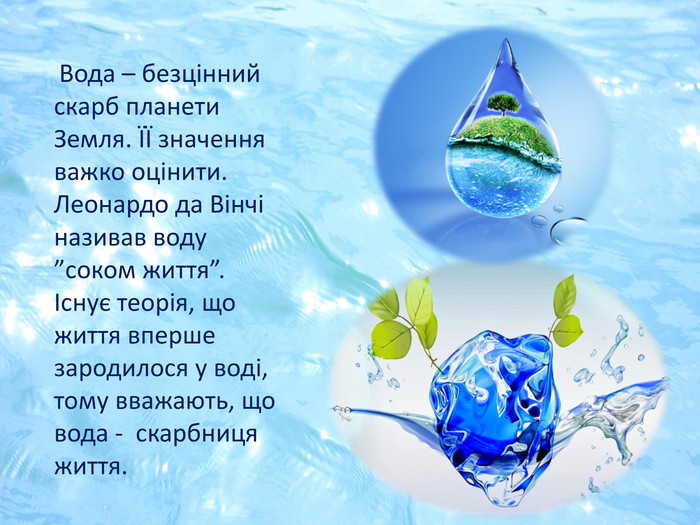 Вода – безцінний
скарб планети
Земля. ЇЇ значення
важко оцінити.
Леонардо да Вінчі
називав воду
”соком життя”.
Існує теорія, що
життя вперше
зародилося у воді,
тому вважають, що
вода -  скарбниця
життя.